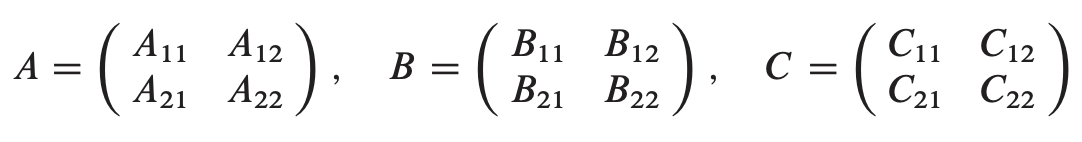 A = ( A₁₁ A₁₂ ), B = ( B₁₁ B₁₂ ), C = ( C₁₁ C₁₂ )
( A₂₁ A₂₂ ) ( B₂₁ B₂₂ ) ( C₂₁ C₂₂ )